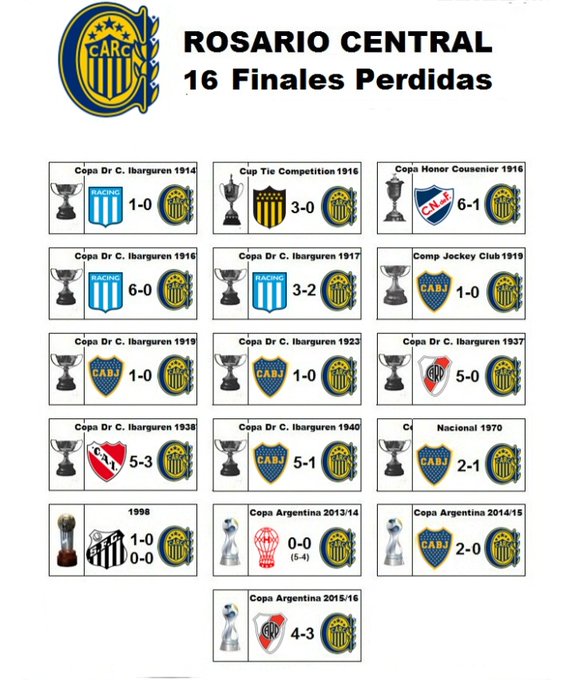 CARC
ROSARIO CENTRAL
16 Finales Perdidas
Copa Dr C. Ibarguren 1914
RACING
1-0
Cup Tie Competition 1916
3-0
Copa Honor Cousenier 1916
C.N.deF.
6-1
Copa Dr C. Ibarguren 1916
RACING
6-0
Copa Dr C. Ibarguren 1917
RACING
3-2
Comp Jockey Club 1919
CABJ
1-0
Copa Dr C. Ibarguren 1919
CABJ
1-0
Copa Dr C. Ibarguren 1923
CABJ
1-0
Copa Dr C. Ibarguren 1937
CARP
5-0
Copa Dr C. Ibarguren 1938
C.A.I.
5-3
Copa Dr C. Ibarguren 1940
CABJ
5-1
Nacional 1970
CABJ
2-1
1998
S.F.C.
1-0
0-0
Copa Argentina 2013/14
0-0
(5-4)
Copa Argentina 2014/15
CABJ
2-0
Copa Argentina 2015/16
CARP
4-3